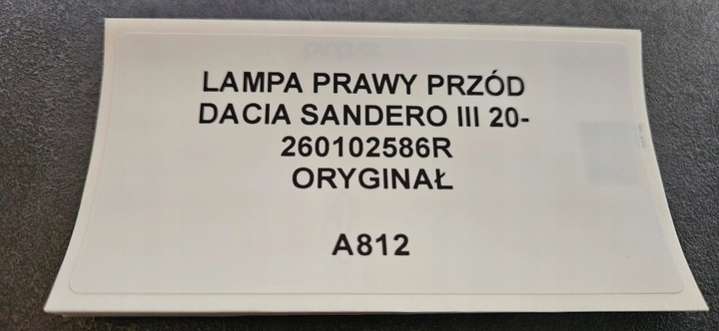 LAMPA PRAWY PRZÓD
DACIA SANDERO III 20-
260102586R
ORYGINAŁ
A812